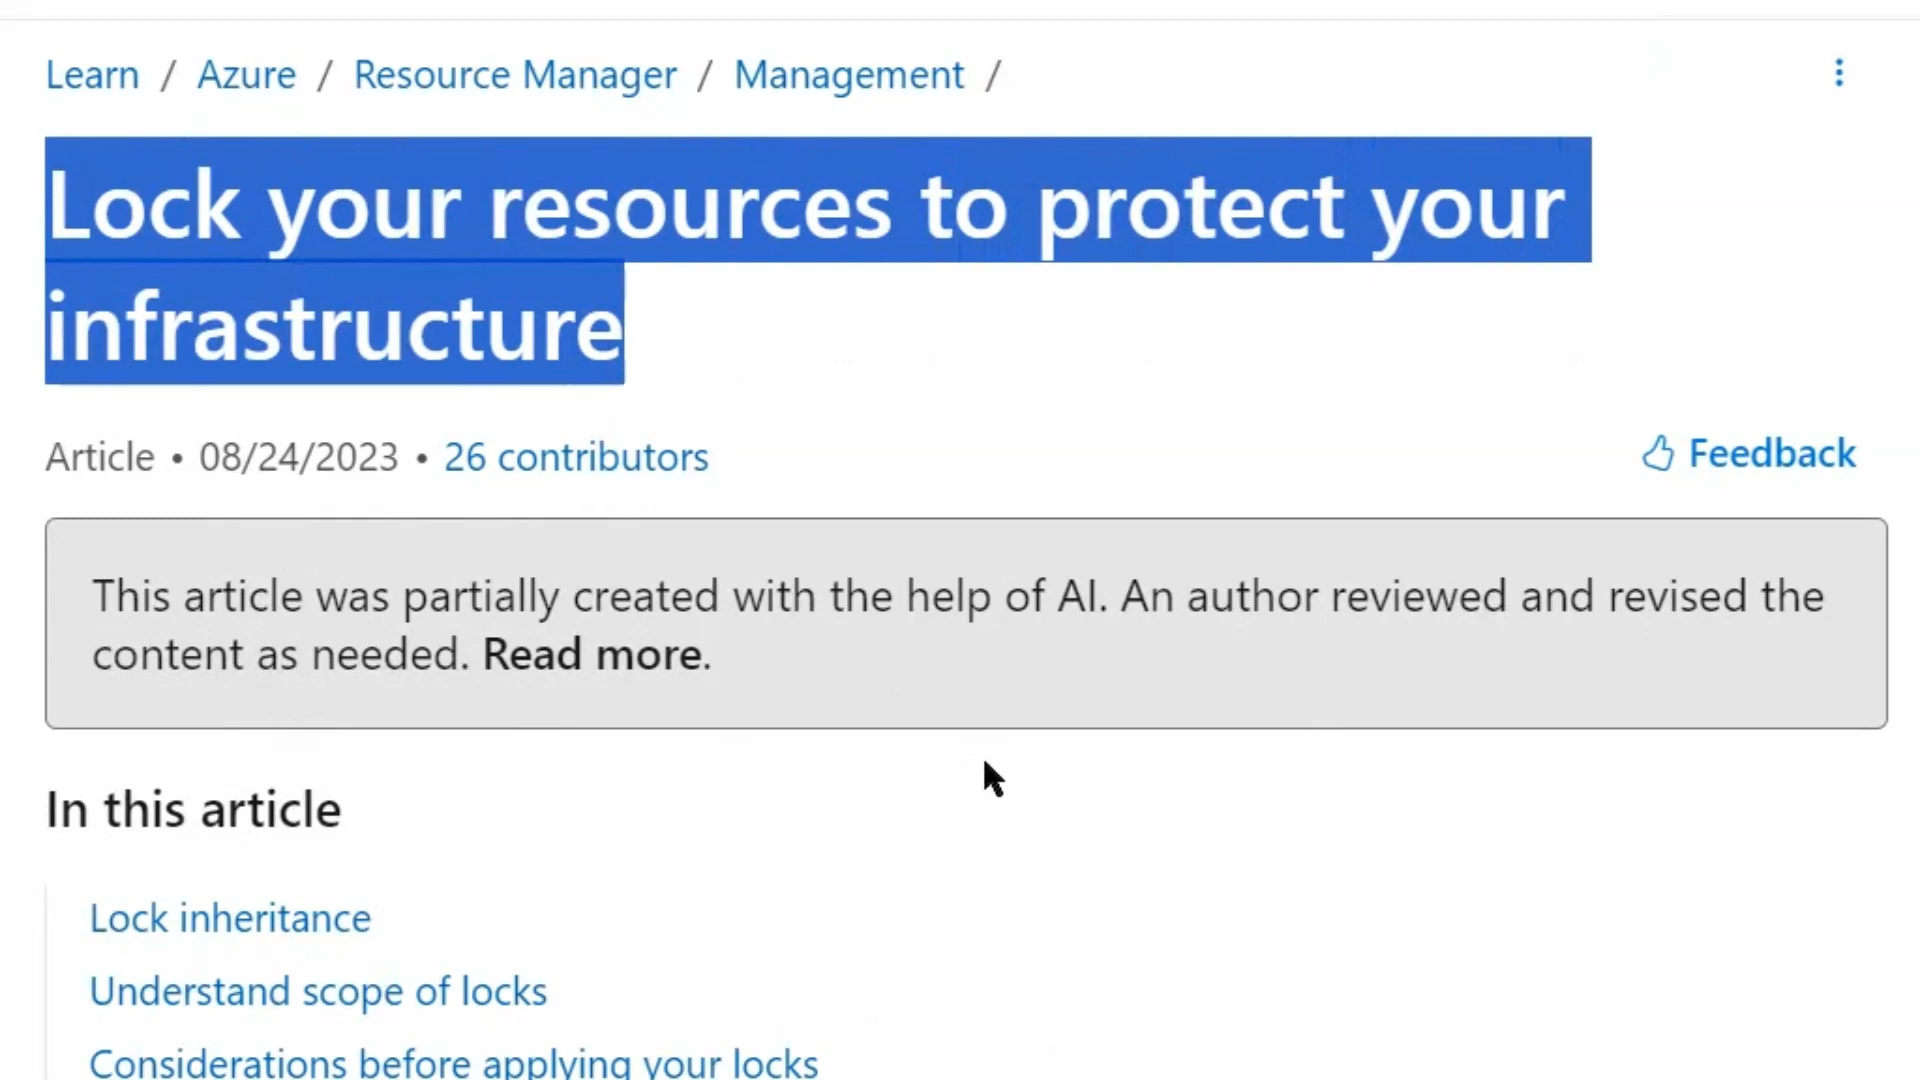 Learn / Azure / Resource Manager / Management /
Lock your resources to protect your
infrastructure
Article • 08/24/2023 • 26 contributors
Feedback
This article was partially created with the help of AI. An author reviewed and revised the
content as needed. Read more.
In this article
Lock inheritance
Understand scope of locks
Considerations before applying your locks